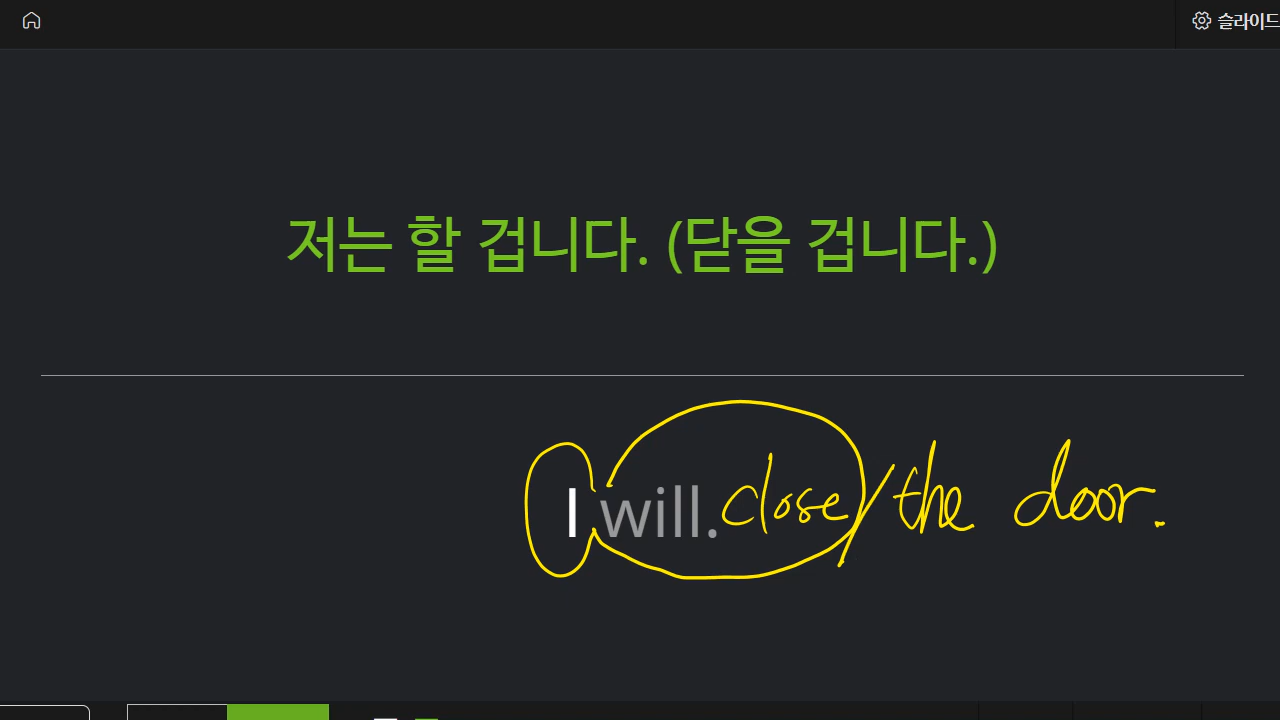 슬라이드
저는 할 겁니다. (닫을 겁니다.)
I will. close / the door.